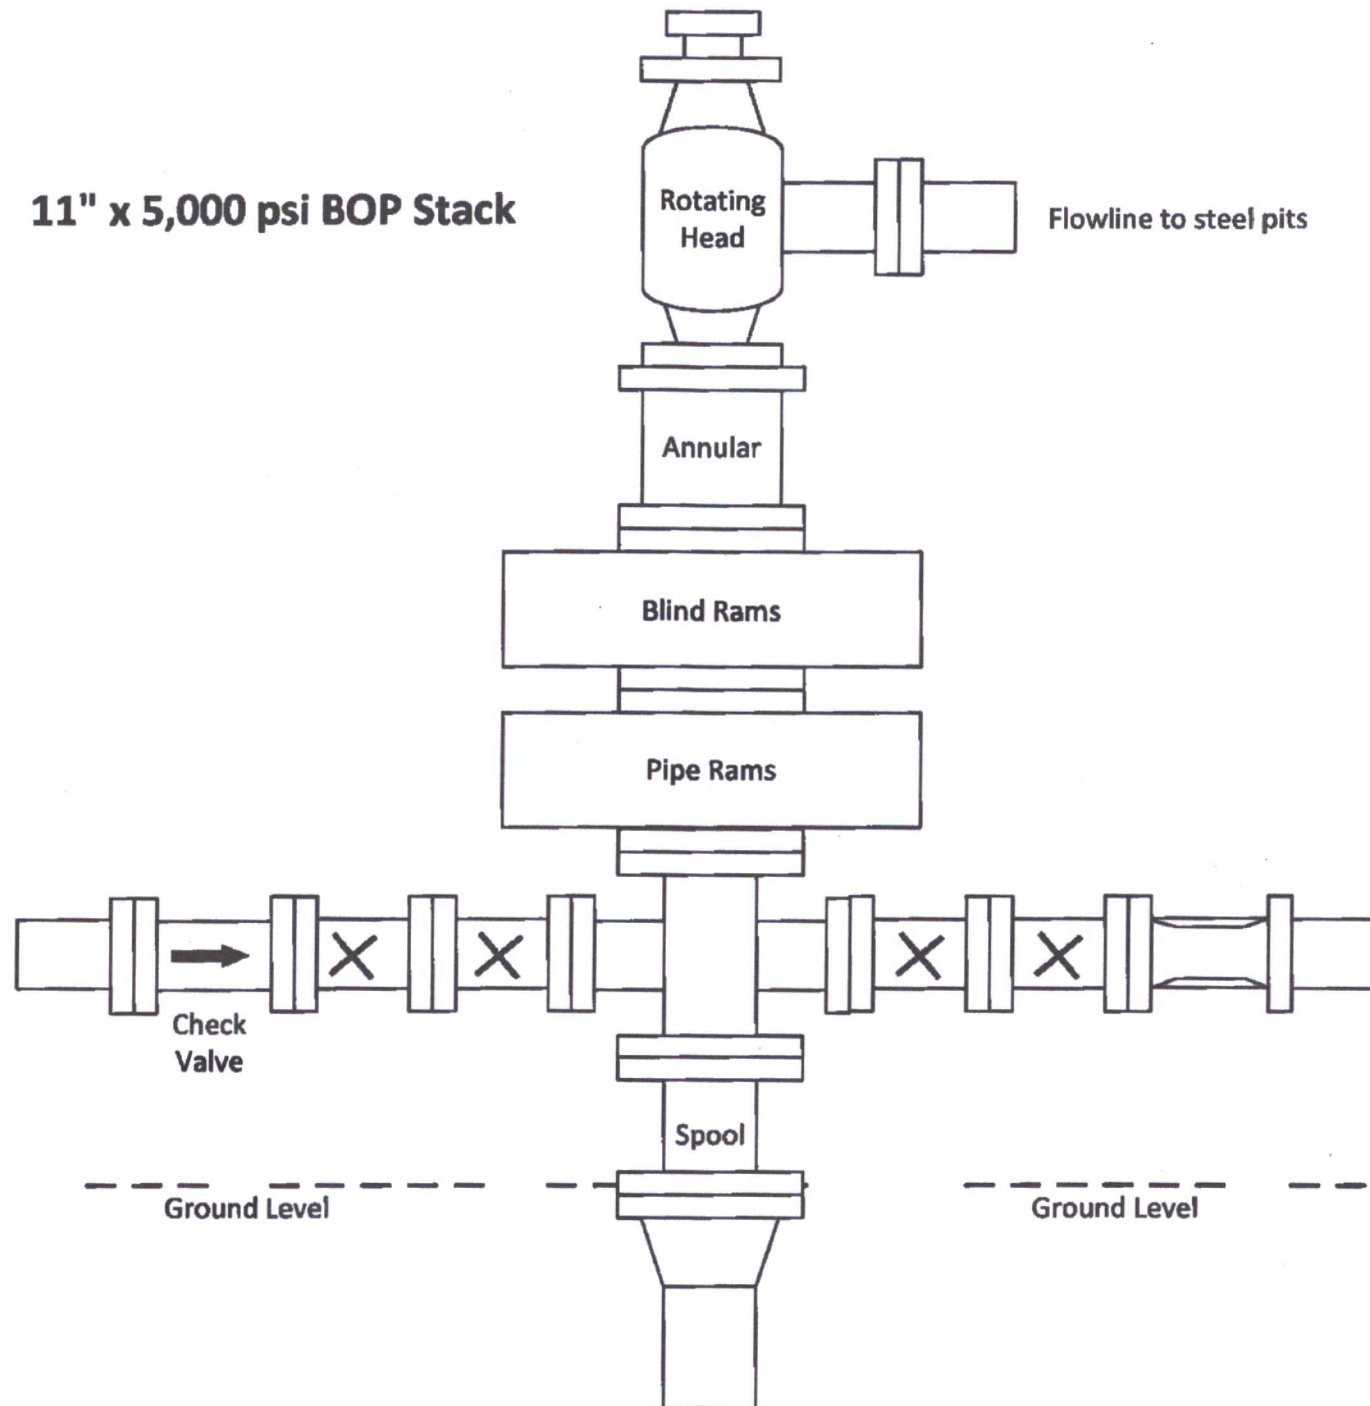 11" x 5,000 psi BOP Stack
Rotating
Head
Flowline to steel pits
Annular
Blind Rams
Pipe Rams
Check
Valve
Spool
Ground Level
Ground Level